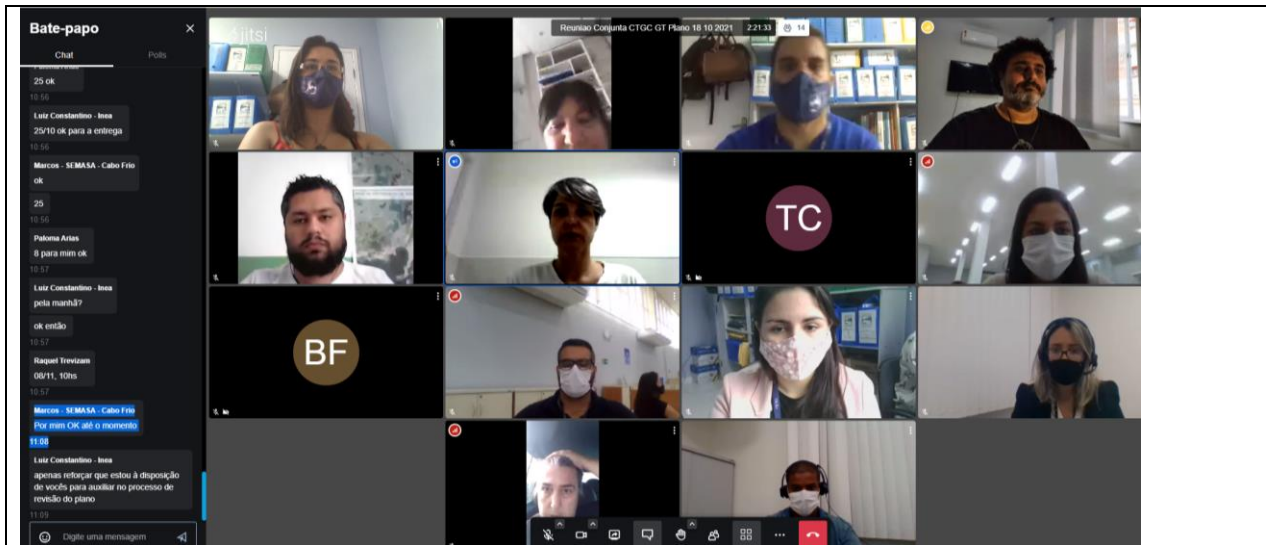 Bate-papo
Chat
Polls
25 ok
10:56
Luiz Constantino - Inea
25/10 ok para a entrega
10:56
Marcos - SEMASA - Cabo Frio
ok
25
10:56
Paloma Arias
8 para mim ok
10:57
Luiz Constantino - Inea
pela manhã?
ok então
10:57
Raquel Trevizam
08/11, 10hs
10:57
Marcos - SEMASA - Cabo Frio
Por mim OK até o momento
11:08
Luiz Constantino - Inea
apenas reforçar que estou à disposição
de vocês para auxiliar no processo de
revisão do plano
11:09
Digite uma mensagem
jitsi
Reuniao Conjunta CTGC GT Plano 18 10 2021
2:21:33
14
TC
BF